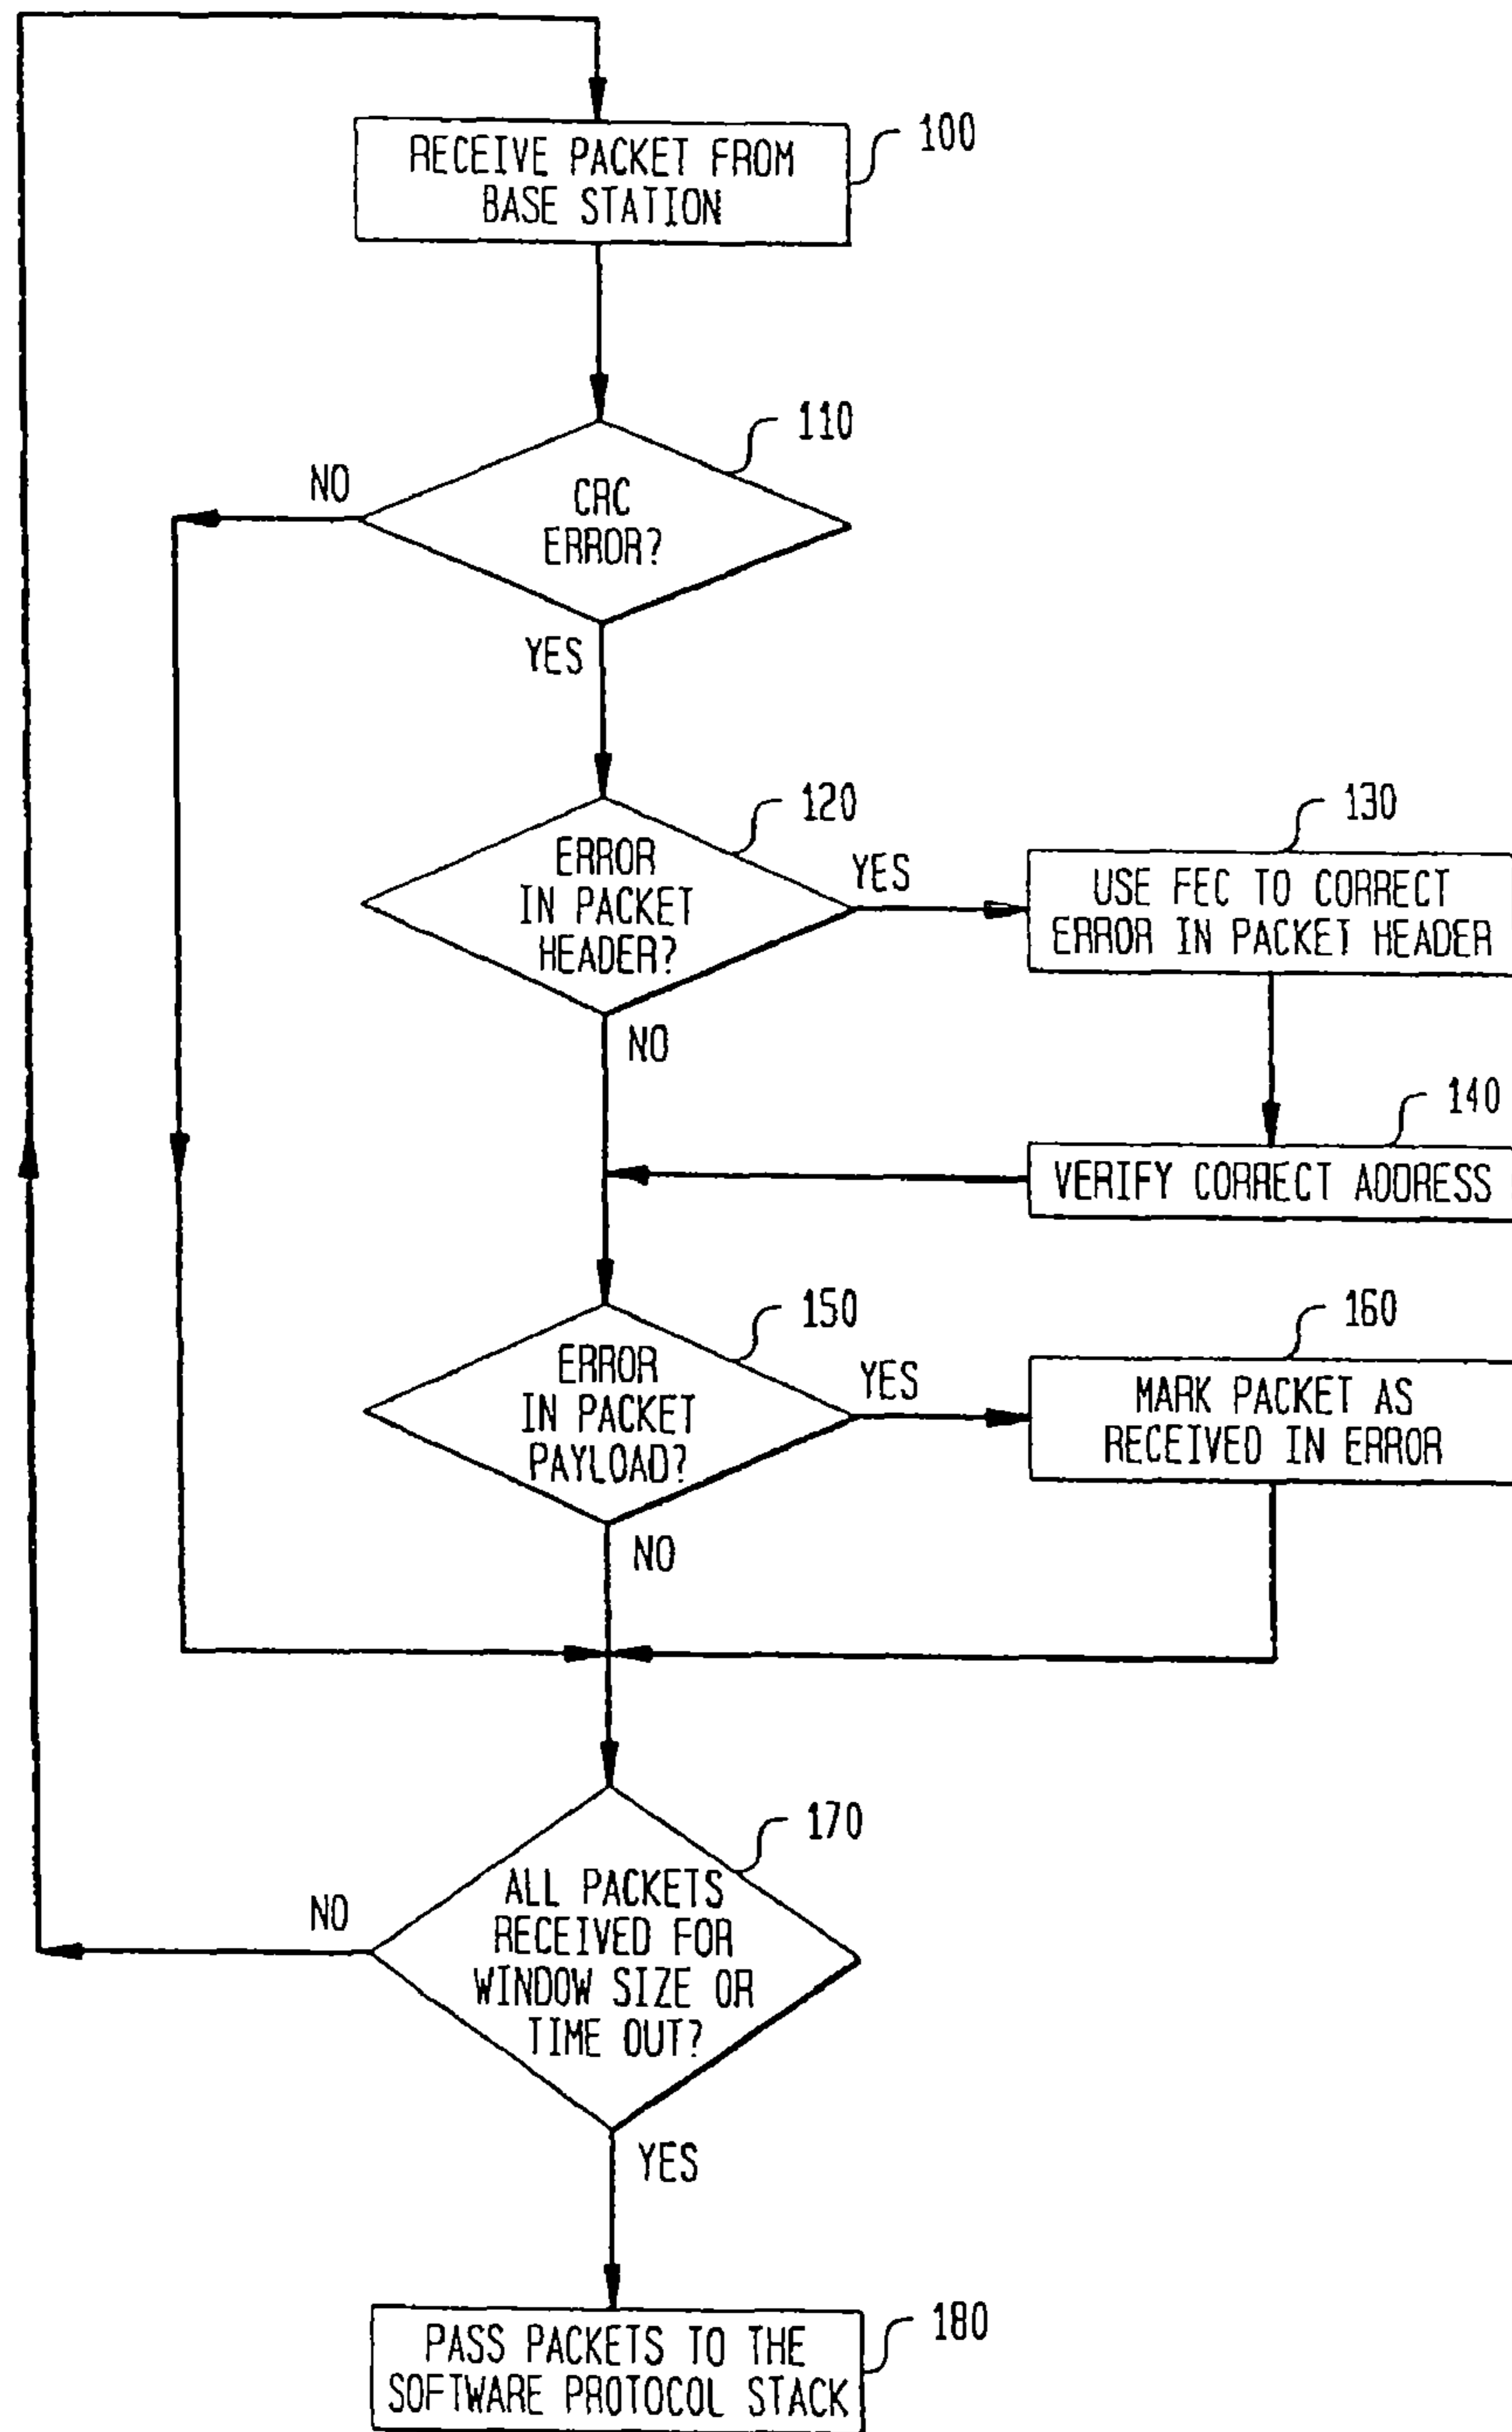 RECEIVE PACKET FROM
BASE STATION
100
110
NO
CRC
ERROR?
YES
120
ERROR
IN PACKET
HEADER?
YES
130
USE FEC TO CORRECT
ERROR IN PACKET HEADER
NO
140
VERIFY CORRECT ADDRESS
150
ERROR
IN PACKET
PAYLOAD?
YES
160
MARK PACKET AS
RECEIVED IN ERROR
NO
170
NO
ALL PACKETS
RECEIVED FOR
WINDOW SIZE OR
TIME OUT?
YES
180
PASS PACKETS TO THE
SOFTWARE PROTOCOL STACK